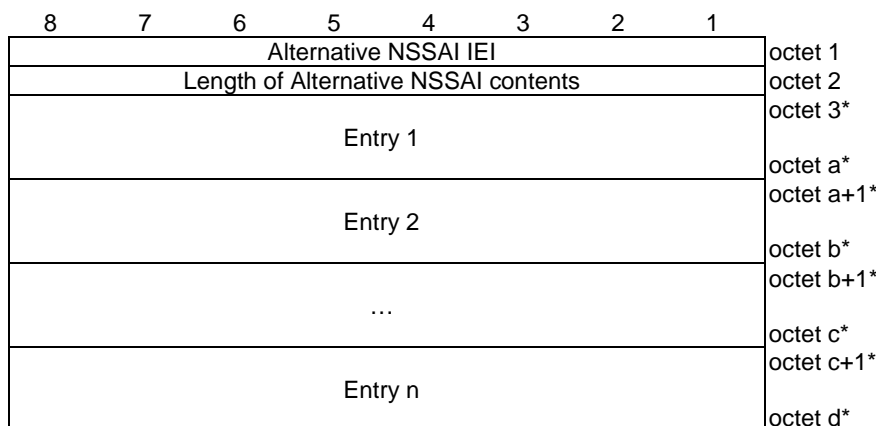 8 7 6 5 4 3 2 1
Alternative NSSAI IEI octet 1
Length of Alternative NSSAI contents octet 2
octet 3*
Entry 1
octet a*
octet a+1*
Entry 2
octet b*
octet b+1*
…
octet c*
octet c+1*
Entry n
octet d*